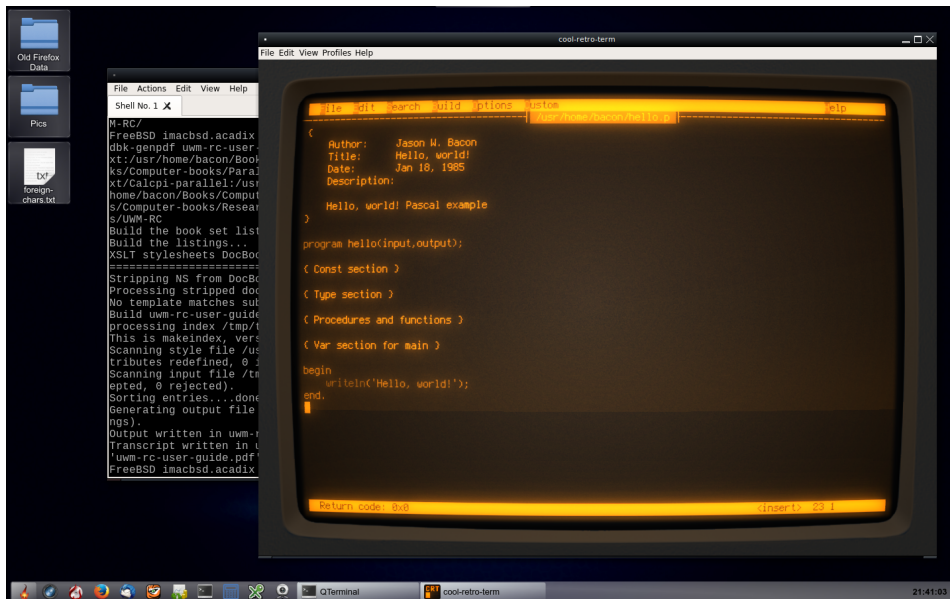 Old Firefox
Data
Pics
txt
foreign-
chars.txt
File Actions Edit View Help
Shell No. 1
M-RC/
FreeBSD imacbsd.acadix
dbk-genpdf uwm-rc-user-
xt:/usr/home/bacon/Book
ks/Computer-books/Paral
xt/Calcpi-parallel:/usr
home/bacon/Books/Comput
s/Computer-books/Resear
s/UWM-RC
Build the book set list
Build the listings...
XSLT stylesheets DocBoo
=======================
Stripping NS from DocBo
Processing stripped doc
No template matches sub
Build uwm-rc-user-guide
processing index /tmp/t
This is makeindex, vers
Scanning style file /us
tributes redefined, 0 i
Scanning input file /tm
epted, 0 rejected).
Sorting entries....done
Generating output file
ngs).
Output written in uwm-r
Transcript written in u
'uwm-rc-user-guide.pdf'
FreeBSD imacbsd.acadix
cool-retro-term
File Edit View Profiles Help
File Edit Search Build Options Custom Help
/usr/home/bacon/hello.p
{
Author: Jason W. Bacon
Title: Hello, world!
Date: Jan 18, 1985
Description:
Hello, world! Pascal example
}
program hello(input,output);
{ Const section }
{ Type section }
{ Procedures and functions }
{ Var section for main }
begin
writeln('Hello, world!');
end.
Return code: 0x0 <insert> 23 1
QTerminal
CRT
cool-retro-term
21:41:03